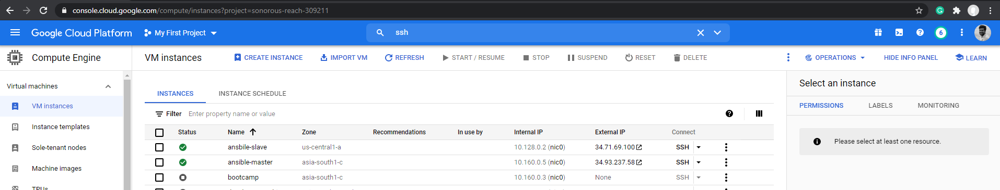 console.cloud.google.com/compute/instances?project=sonorous-reach-309211
Google Cloud Platform My First Project ssh 6
Compute Engine VM instances CREATE INSTANCE IMPORT VM REFRESH START / RESUME STOP SUSPEND RESET DELETE OPERATIONS HIDE INFO PANEL LEARN
Virtual machines
VM instances
Instance templates
Sole-tenant nodes
Machine images
TPUs
INSTANCES INSTANCE SCHEDULE
Filter Enter property name or value
Status Name Zone Recommendations In use by Internal IP External IP Connect
ansbile-slave us-central1-a 10.128.0.2 (nic0) 34.71.69.100 SSH
ansible-master asia-south1-c 10.160.0.5 (nic0) 34.93.237.58 SSH
bootcamp asia-south1-c 10.160.0.3 (nic0) None SSH
Select an instance
PERMISSIONS LABELS MONITORING
Please select at least one resource.